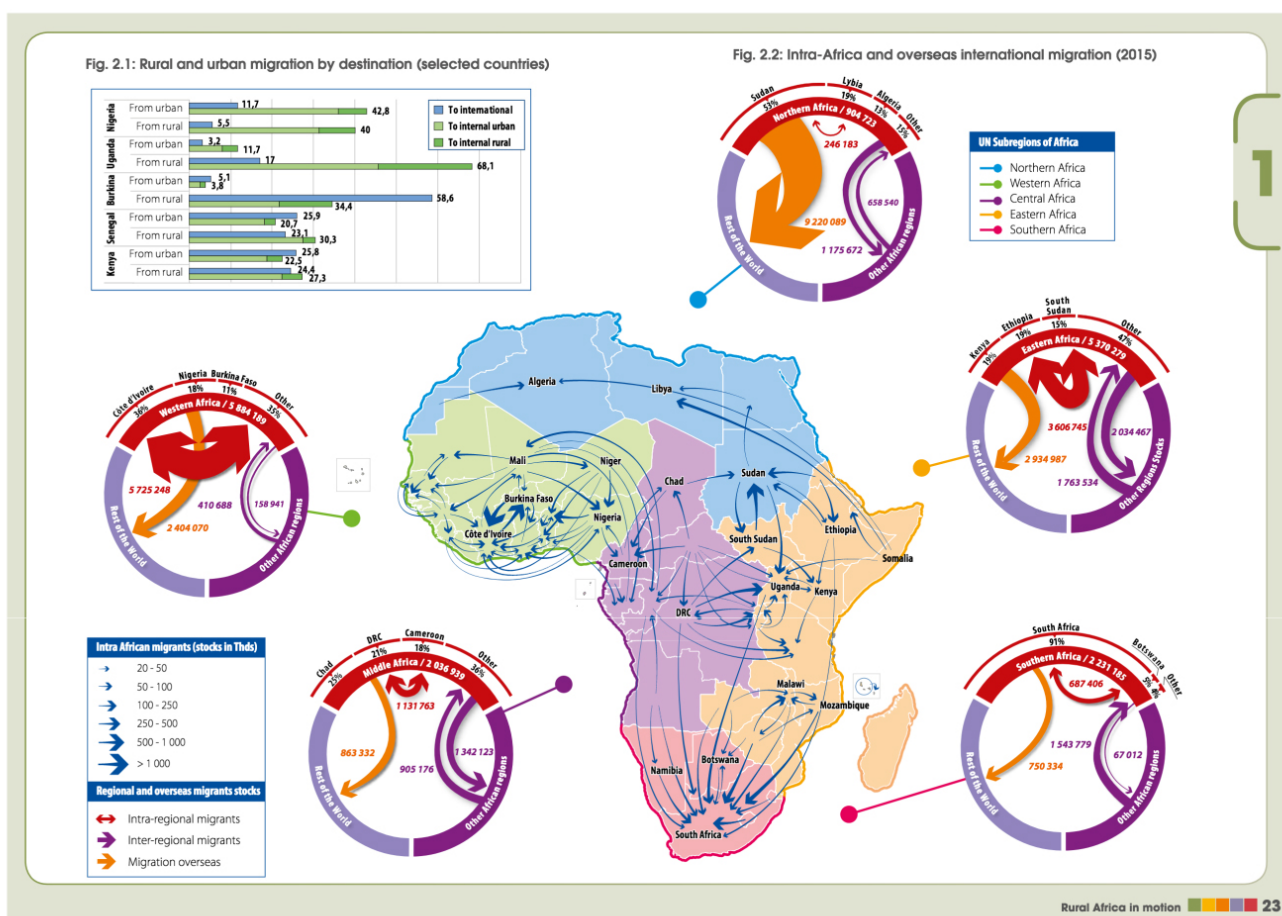 Fig. 2.1: Rural and urban migration by destination (selected countries)
Nigeria
From urban
11,7
42,8
From rural
5,5
40
Uganda
From urban
3,2
11,7
From rural
17
68,1
Burkina
From urban
5,1
3,8
From rural
58,6
34,4
Senegal
From urban
25,9
20,7
From rural
23,1
30,3
Kenya
From urban
25,8
22,5
From rural
24,4
27,3
To international
To internal urban
To internal rural
Fig. 2.2: Intra-Africa and overseas international migration (2015)
Sudan
53%
Lybia
19%
Algeria
13%
Other
15%
Northern Africa / 904 723
246 183
9 220 089
658 540
1 175 672
Rest of the World
Other African regions
UN Subregions of Africa
Northern Africa
Western Africa
Central Africa
Eastern Africa
Southern Africa
1
Kenya
19%
Ethiopia
19%
South
Sudan
15%
Other
47%
Eastern Africa / 5 370 279
3 606 745
2 034 467
2 934 987
1 763 534
Rest of the World
Other Regions Stocks
Côte d'Ivoire
36%
Nigeria
18%
Burkina Faso
11%
Other
35%
Western Africa / 5 884 189
5 725 248
410 688
158 941
2 404 070
Rest of the World
Other African regions
Algeria
Libya
Mali
Niger
Chad
Sudan
Burkina Faso
Nigeria
Côte d'Ivoire
Ethiopia
South Sudan
Somalia
Cameroon
Uganda
Kenya
DRC
Malawi
Mozambique
Botswana
Namibia
South Africa
Intra African migrants (stocks in Thds)
20 - 50
50 - 100
100 - 250
250 - 500
500 - 1 000
> 1 000
Regional and overseas migrants stocks
Intra-regional migrants
Inter-regional migrants
Migration overseas
Chad
25%
DRC
21%
Cameroon
18%
Other
36%
Middle Africa / 2 036 939
1 131 763
863 332
1 342 123
905 176
Rest of the World
Other African regions
South Africa
91%
Botswana
5%
Other
4%
Southern Africa / 2 231 185
687 406
1 543 779
67 012
750 334
Rest of the World
Other African regions
Rural Africa in motion
23